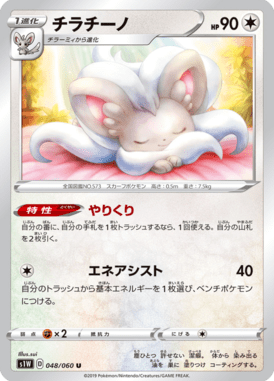 1進化
チラチーノ
HP 90
チラーミィから進化
全国図鑑NO.573 スカーフポケモン 高さ:0.5m 重さ:7.5kg
特性 やりくり
自分の番に、自分の手札を1枚トラッシュするなら、1回使える。自分の山札
を2枚引く。
エネアシスト 40
自分のトラッシュから基本エネルギーを1枚選び、ベンチポケモン
につける。
弱点 ×2 抵抗力 にげる
Illus.sui
s1W D 048/060 U
©2019 Pokémon/Nintendo/Creatures/GAME FREAK.